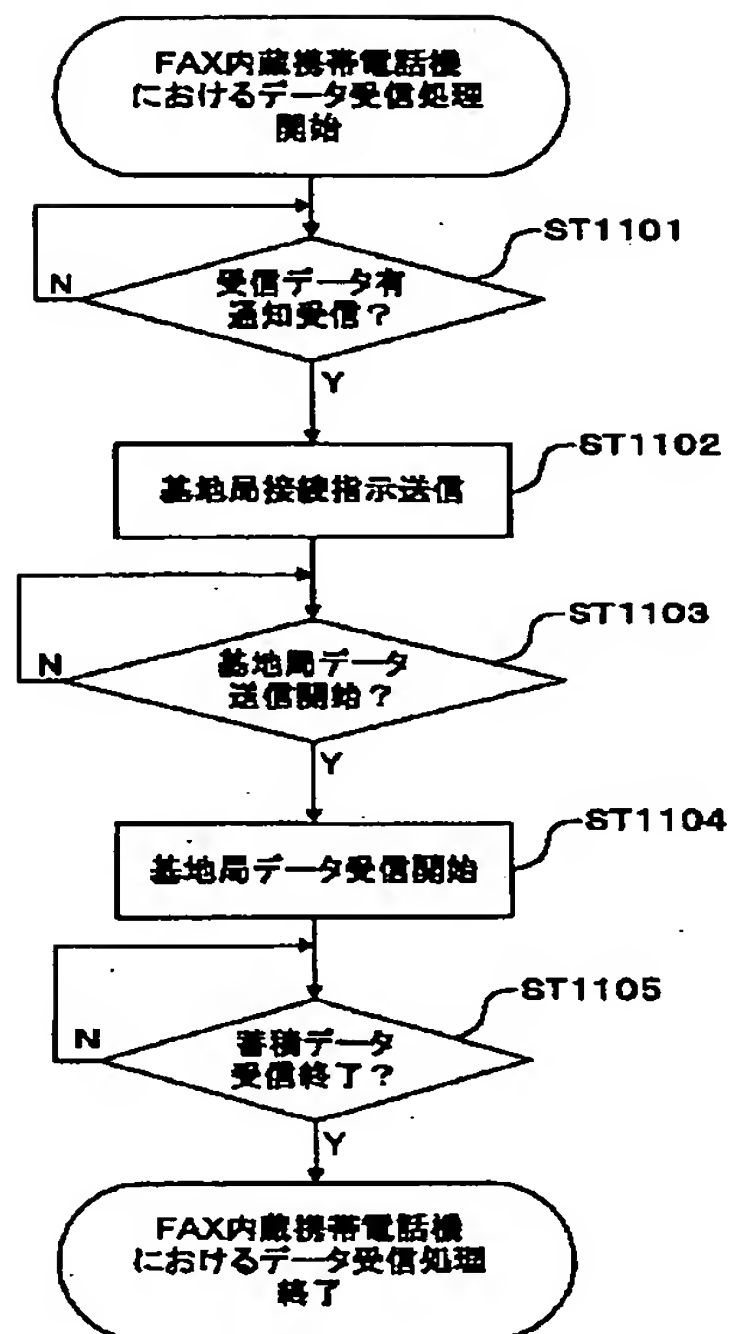 FAX内蔵携帯電話機
におけるデータ受信処理
開始
ST1101
受信データ有
通知受信？
N
Y
ST1102
基地局接続指示送信
ST1103
基地局データ
送信開始？
N
Y
ST1104
基地局データ受信開始
ST1105
蓄積データ
受信終了？
N
Y
FAX内蔵携帯電話機
におけるデータ受信処理
終了